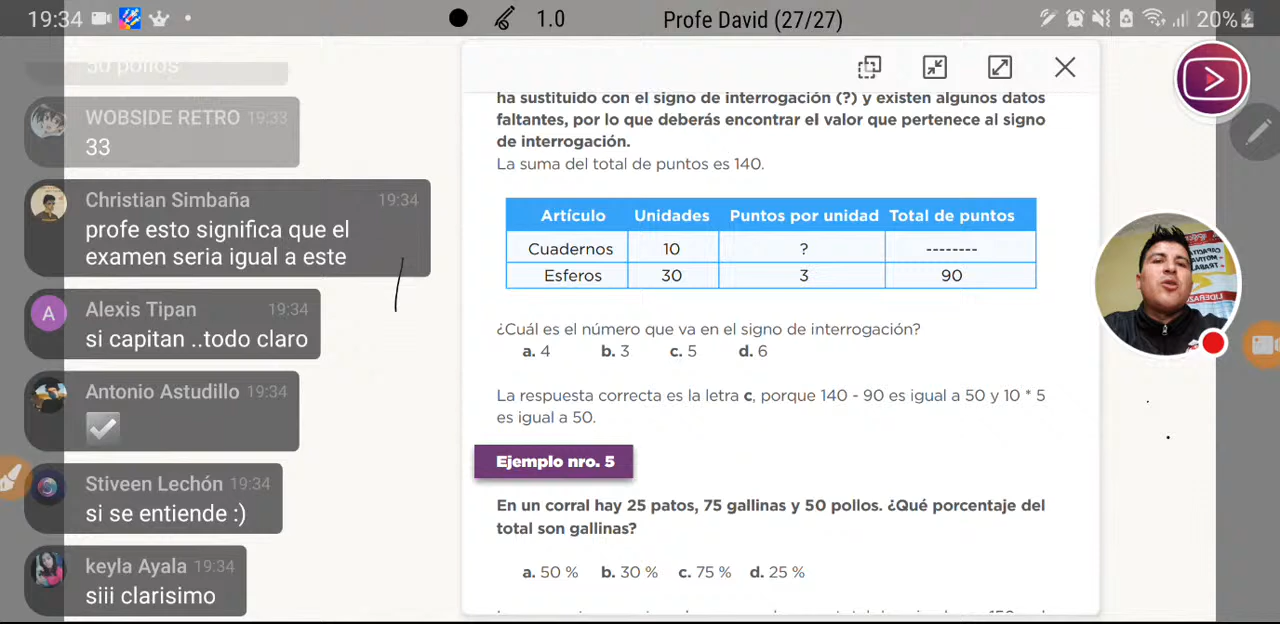 19:34
1.0
Profe David (27/27)
20%
50 pollos
WOBSIDE RETRO 19:33
33
Christian Simbaña 19:34
profe esto significa que el
examen seria igual a este
A
Alexis Tipan 19:34
si capitan ..todo claro
Antonio Astudillo 19:34
Stiveen Lechón 19:34
si se entiende :)
keyla Ayala 19:34
siii clarisimo
ha sustituido con el signo de interrogación (?) y existen algunos datos
faltantes, por lo que deberás encontrar el valor que pertenece al signo
de interrogación.
La suma del total de puntos es 140.
Artículo Unidades Puntos por unidad Total de puntos
Cuadernos 10 ? --------
Esferos 30 3 90
¿Cuál es el número que va en el signo de interrogación?
a. 4 b. 3 c. 5 d. 6
La respuesta correcta es la letra c, porque 140 - 90 es igual a 50 y 10 * 5
es igual a 50.
Ejemplo nro. 5
En un corral hay 25 patos, 75 gallinas y 50 pollos. ¿Qué porcentaje del
total son gallinas?
a. 50 % b. 30 % c. 75 % d. 25 %